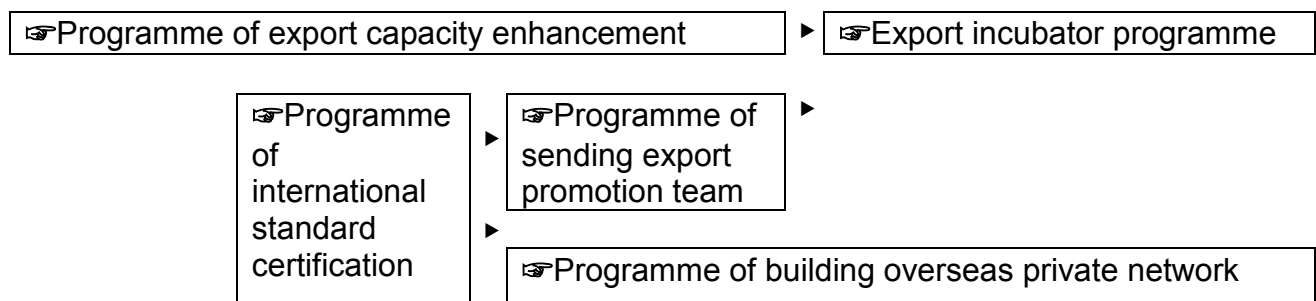 ☞Programme of export capacity enhancement ► ☞Export incubator programme
☞Programme
of
international
standard
certification
► ☞Programme of
sending export
promotion team
►
► ☞Programme of building overseas private network